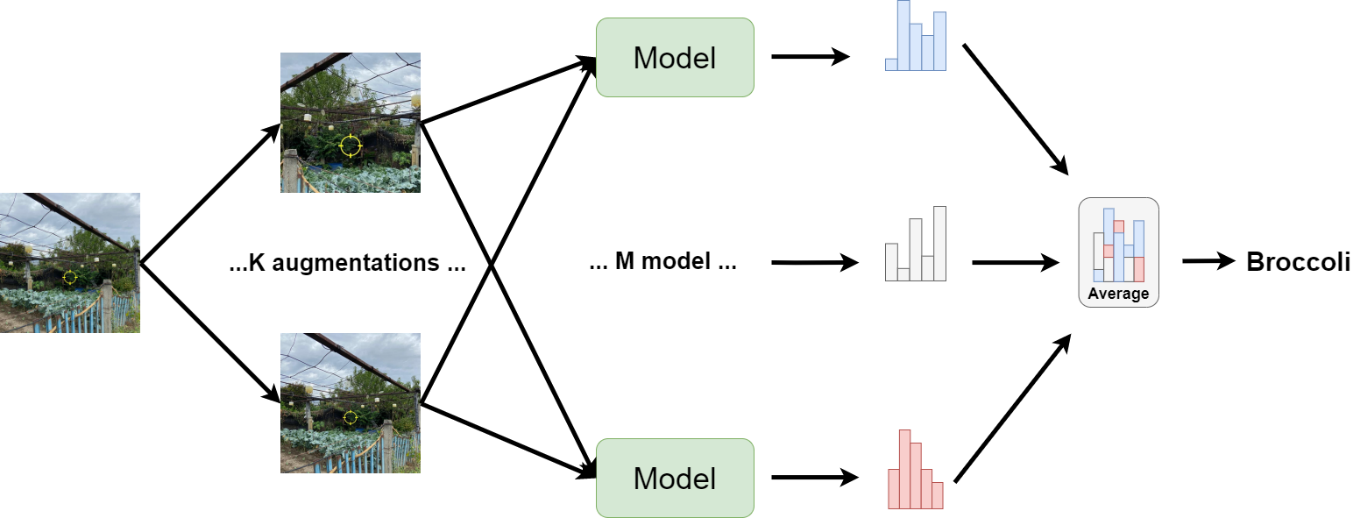 Model
...K augmentations ...
... M model ...
Average
Broccoli
Model